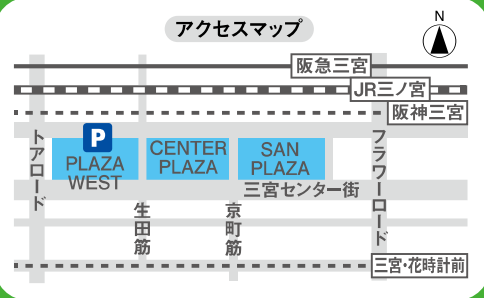 アクセスマップ
N
阪急三宮
JR三ノ宮
阪神三宮
トアロード
P
PLAZA
WEST
CENTER
PLAZA
SAN
PLAZA
フラワーロード
三宮センター街
生田筋
京町筋
三宮・花時計前